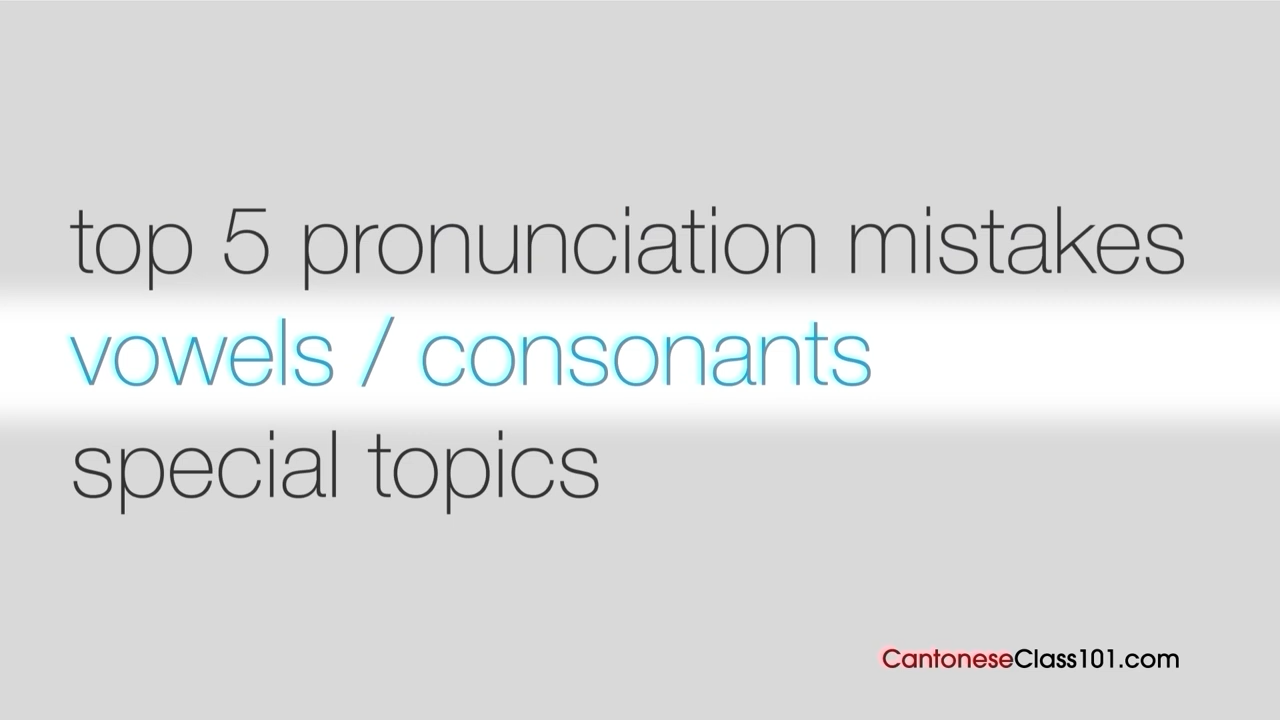 top 5 pronunciation mistakes
vowels / consonants
special topics
CantoneseClass101.com